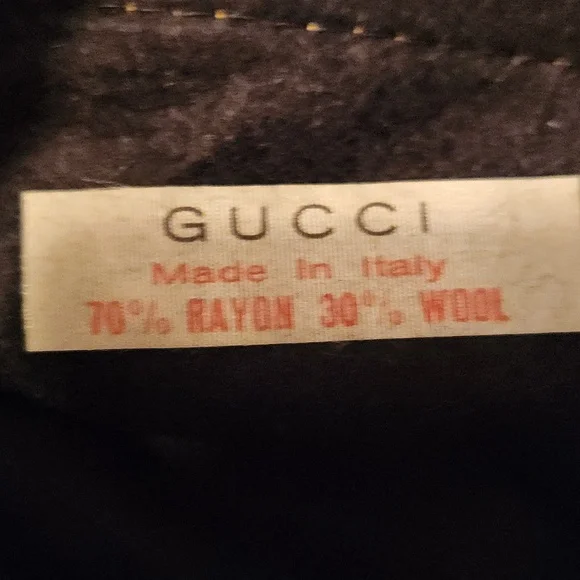 GUCCI
Made In Italy
70% RAYON 30% WOOL